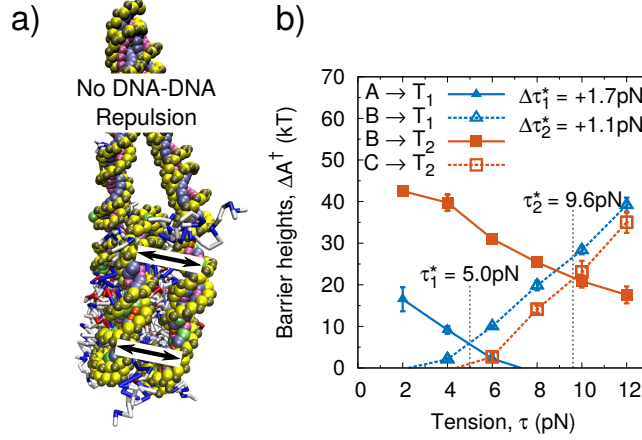 a)
No DNA-DNA
Repulsion
b)
Barrier heights, ΔA† (kT)
70
60
50
40
30
20
10
0
A → T₁
B → T₁
B → T₂
C → T₂
Δτ₁* = +1.7pN
Δτ₂* = +1.1pN
τ₂* = 9.6pN
τ₁* = 5.0pN
0 2 4 6 8 10 12
Tension, τ (pN)